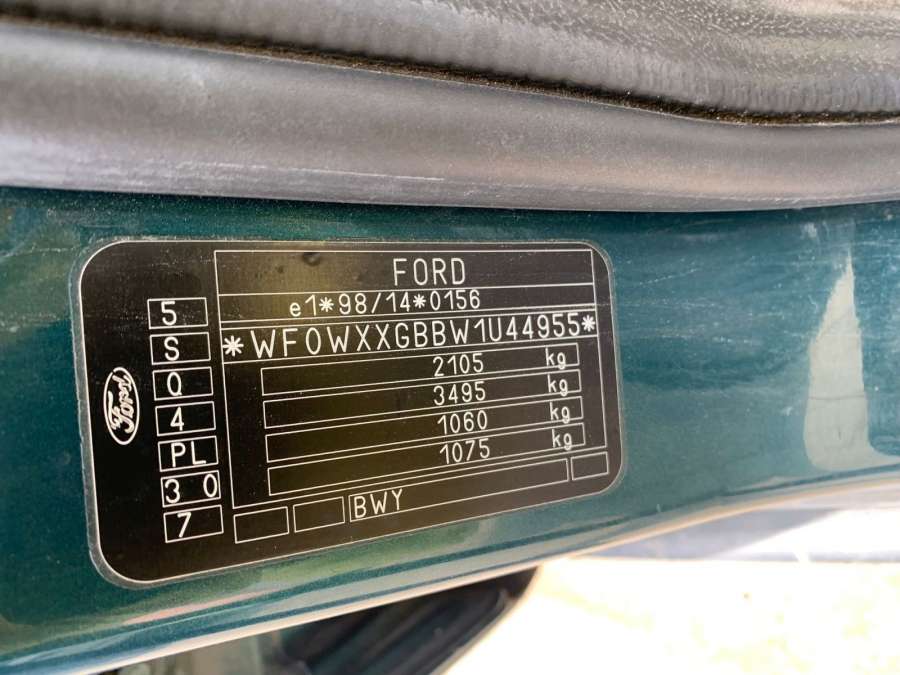 FORD
e1*98/14*0156
*WF0WXXGBBW1U44955*
2105 kg
3495 kg
1060 kg
1075 kg
BWY
5
S
Q
4
PL
3 0
7
Ford